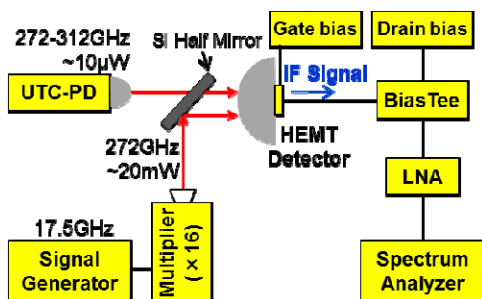 272-312GHz
~10μW
UTC-PD
Si Half Mirror
Gate bias
Drain bias
IF Signal
BiasTee
HEMT
Detector
272GHz
~20mW
LNA
17.5GHz
Signal
Generator
Multiplier
(×16)
Spectrum
Analyzer